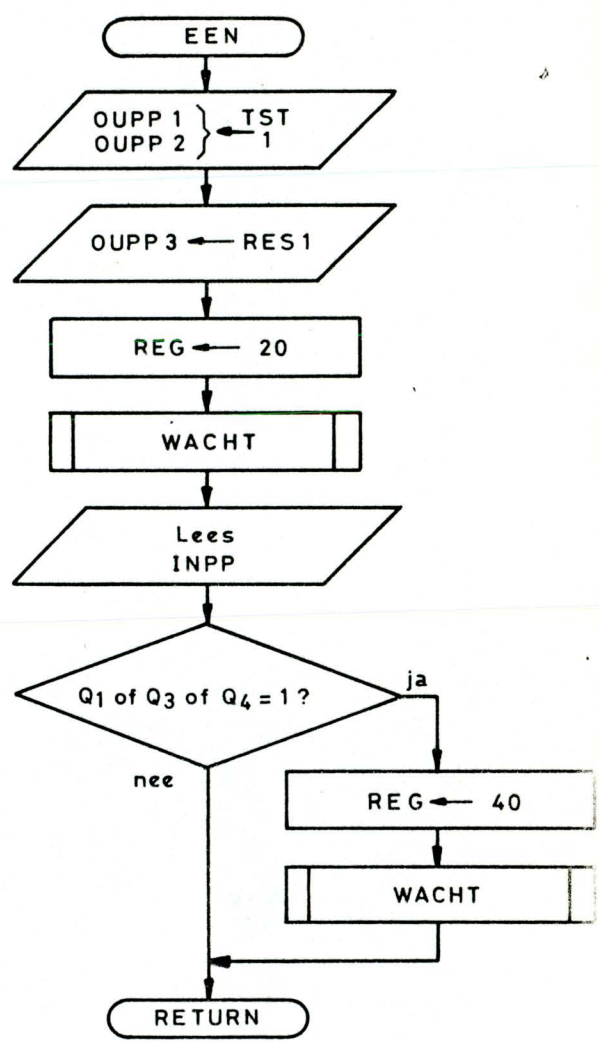 EEN
OUPP 1 } ← TST
OUPP 2 1
OUPP 3 ← RES 1
REG ← 20
WACHT
Lees
INPP
Q1 of Q3 of Q4 = 1 ?
ja
nee
REG ← 40
WACHT
RETURN